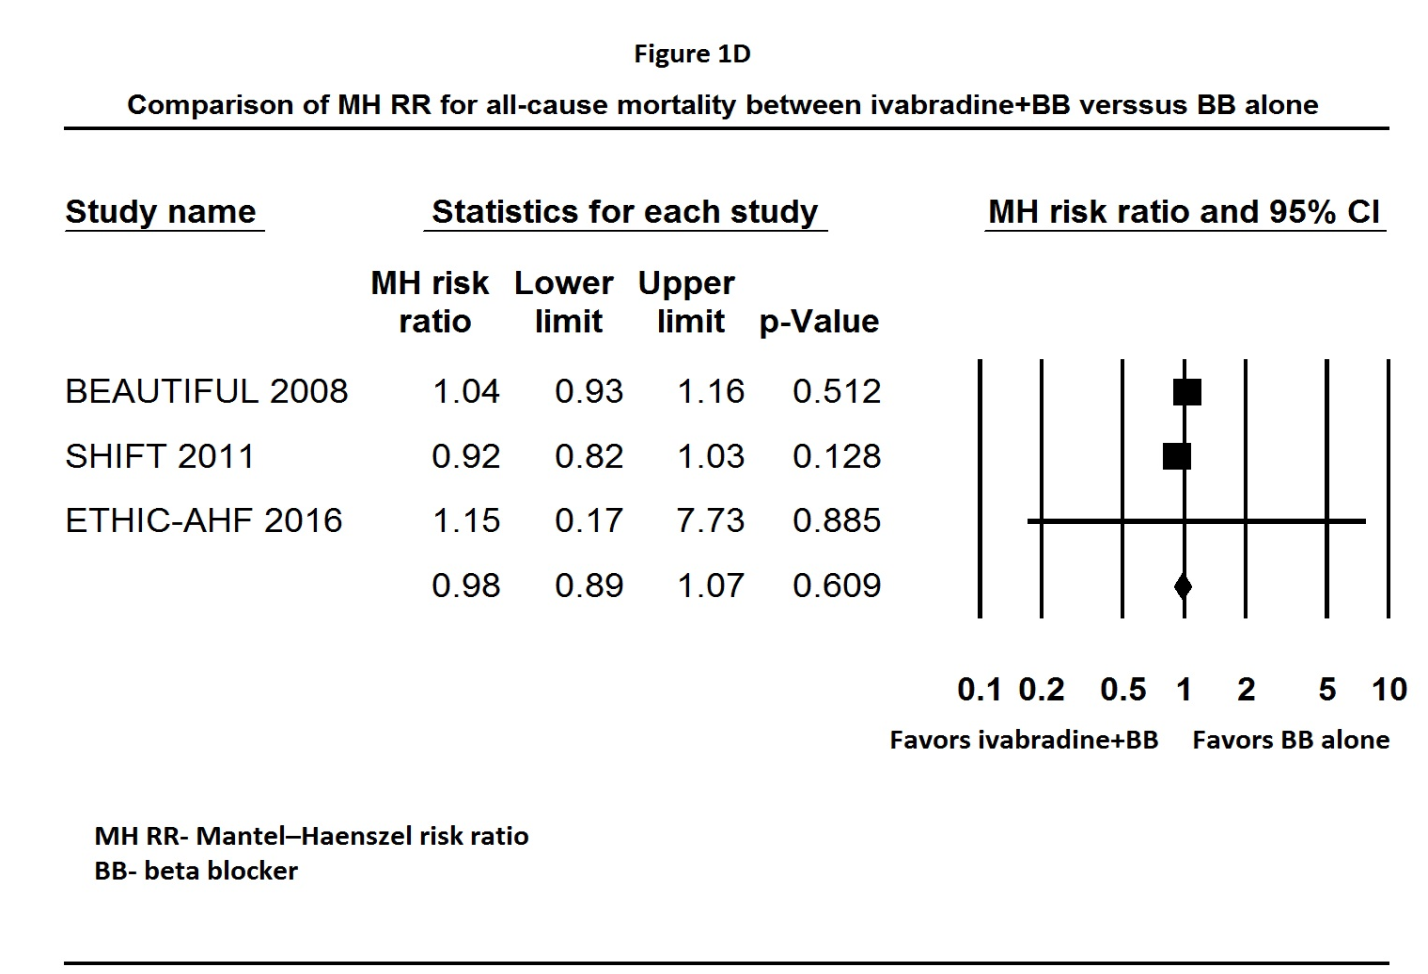 Figure 1D
Comparison of MH RR for all-cause mortality between ivabradine+BB verssus BB alone
Study name Statistics for each study MH risk ratio and 95% CI
MH risk Lower Upper
ratio limit limit p-Value
BEAUTIFUL 2008 1.04 0.93 1.16 0.512
SHIFT 2011 0.92 0.82 1.03 0.128
ETHIC-AHF 2016 1.15 0.17 7.73 0.885
0.98 0.89 1.07 0.609
0.1 0.2 0.5 1 2 5 10
Favors ivabradine+BB Favors BB alone
MH RR- Mantel–Haenszel risk ratio
BB- beta blocker